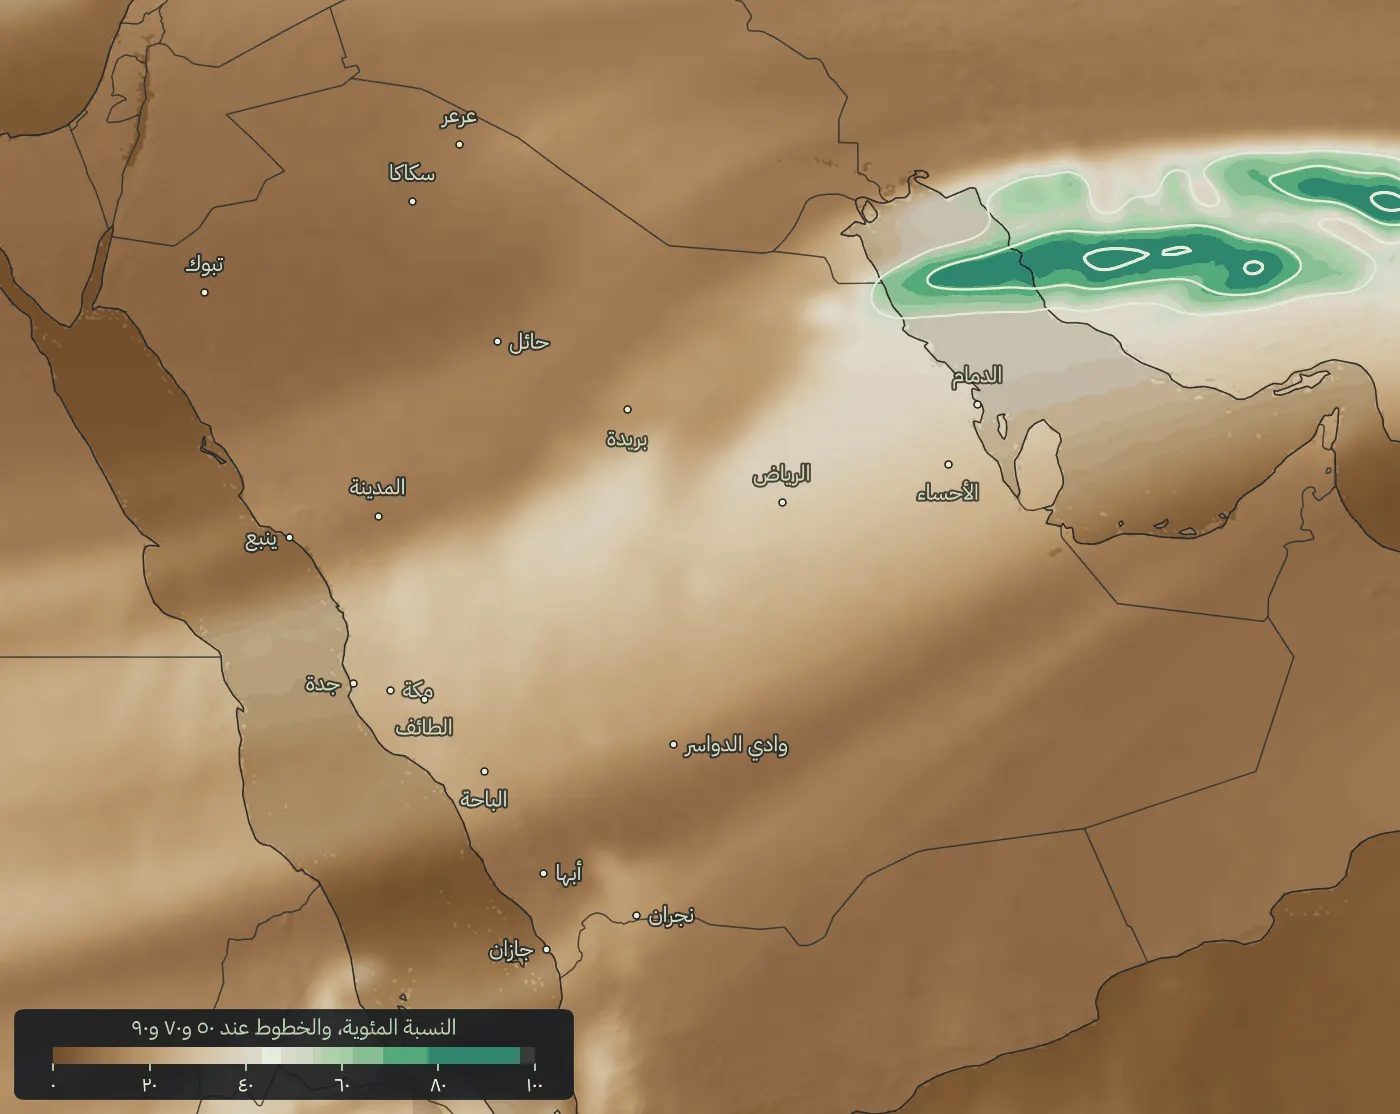 عرعر
سكاكا
تبوك
حائل
الدمام
بريدة
الرياض
الأحساء
المدينة
ينبع
جدة
مكة
الطائف
وادي الدواسر
الباحة
أبها
نجران
جازان
النسبة المئوية، والخطوط عند ٥٠ و٧٠ و٩٠
٠ ٢٠ ٤٠ ٦٠ ٨٠ ١٠٠